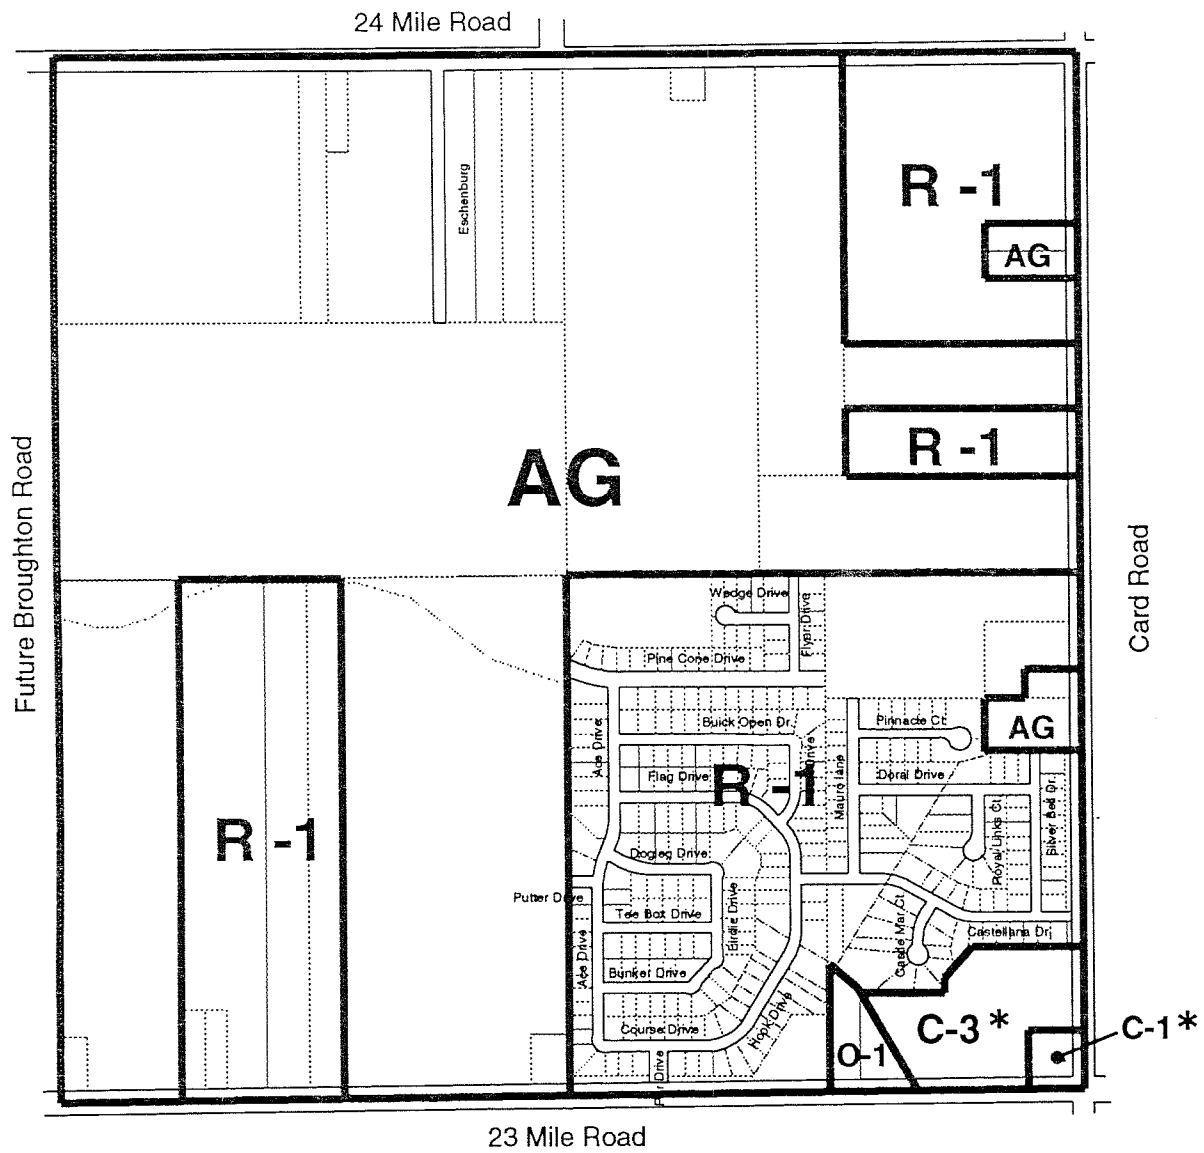 24 Mile Road
R -1
Eschenburg
AG
R -1
AG
Future Broughton Road
Card Road
Wedge Drive
Flyer Drive
Pine Cone Drive
Buick Open Dr.
Pinnacle Ct.
AG
Ace Drive
Flag Drive
R -1
Drive
Mauro lane
Doral Drive
Royal Links Ct.
Silver Bell Dr.
R -1
Dogleg Drive
Putter Drive
Tee Box Drive
Birdie Drive
Castle Mar Ct.
Castellana Dr.
Ace Drive
Bunker Drive
Course Drive
Hook Drive
O-1
C-3*
C-1*
Drive
23 Mile Road